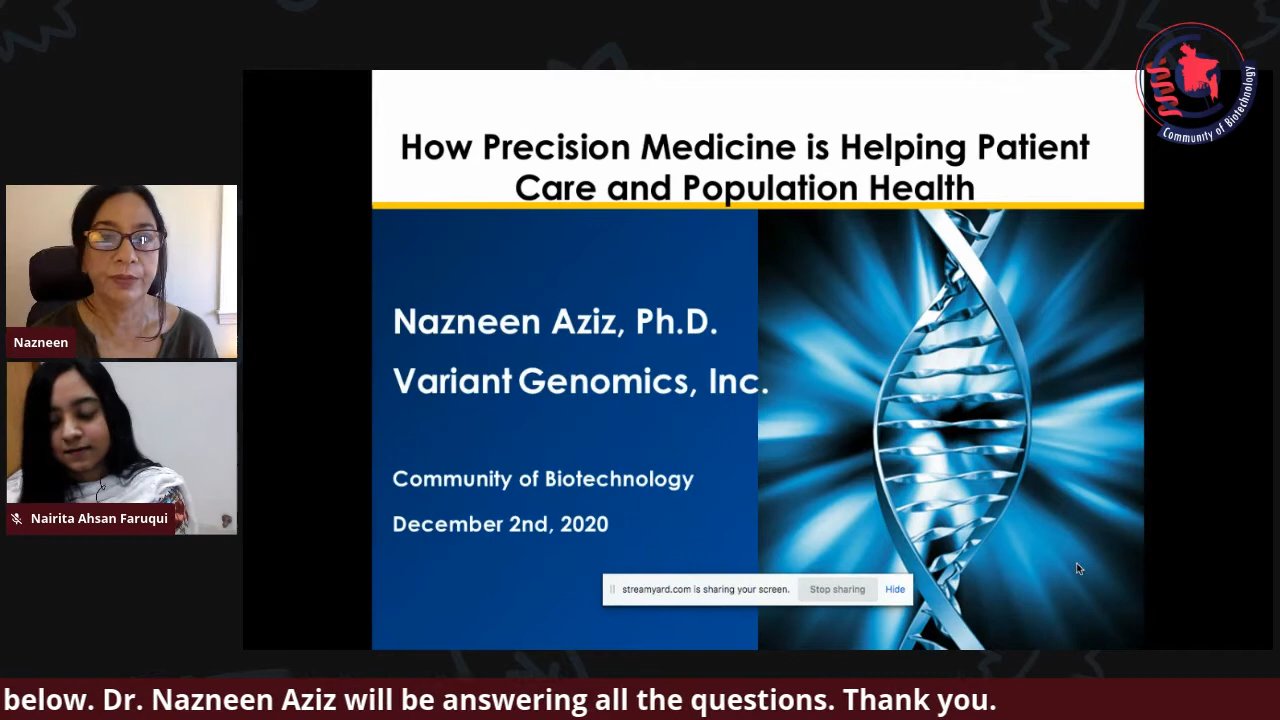 How Precision Medicine is Helping Patient
Care and Population Health
Community of Biotechnology
Nazneen Aziz, Ph.D.
Variant Genomics, Inc.
Community of Biotechnology
December 2nd, 2020
Nazneen
Nairita Ahsan Faruqui
streamyard.com is sharing your screen. Stop sharing Hide
below. Dr. Nazneen Aziz will be answering all the questions. Thank you.